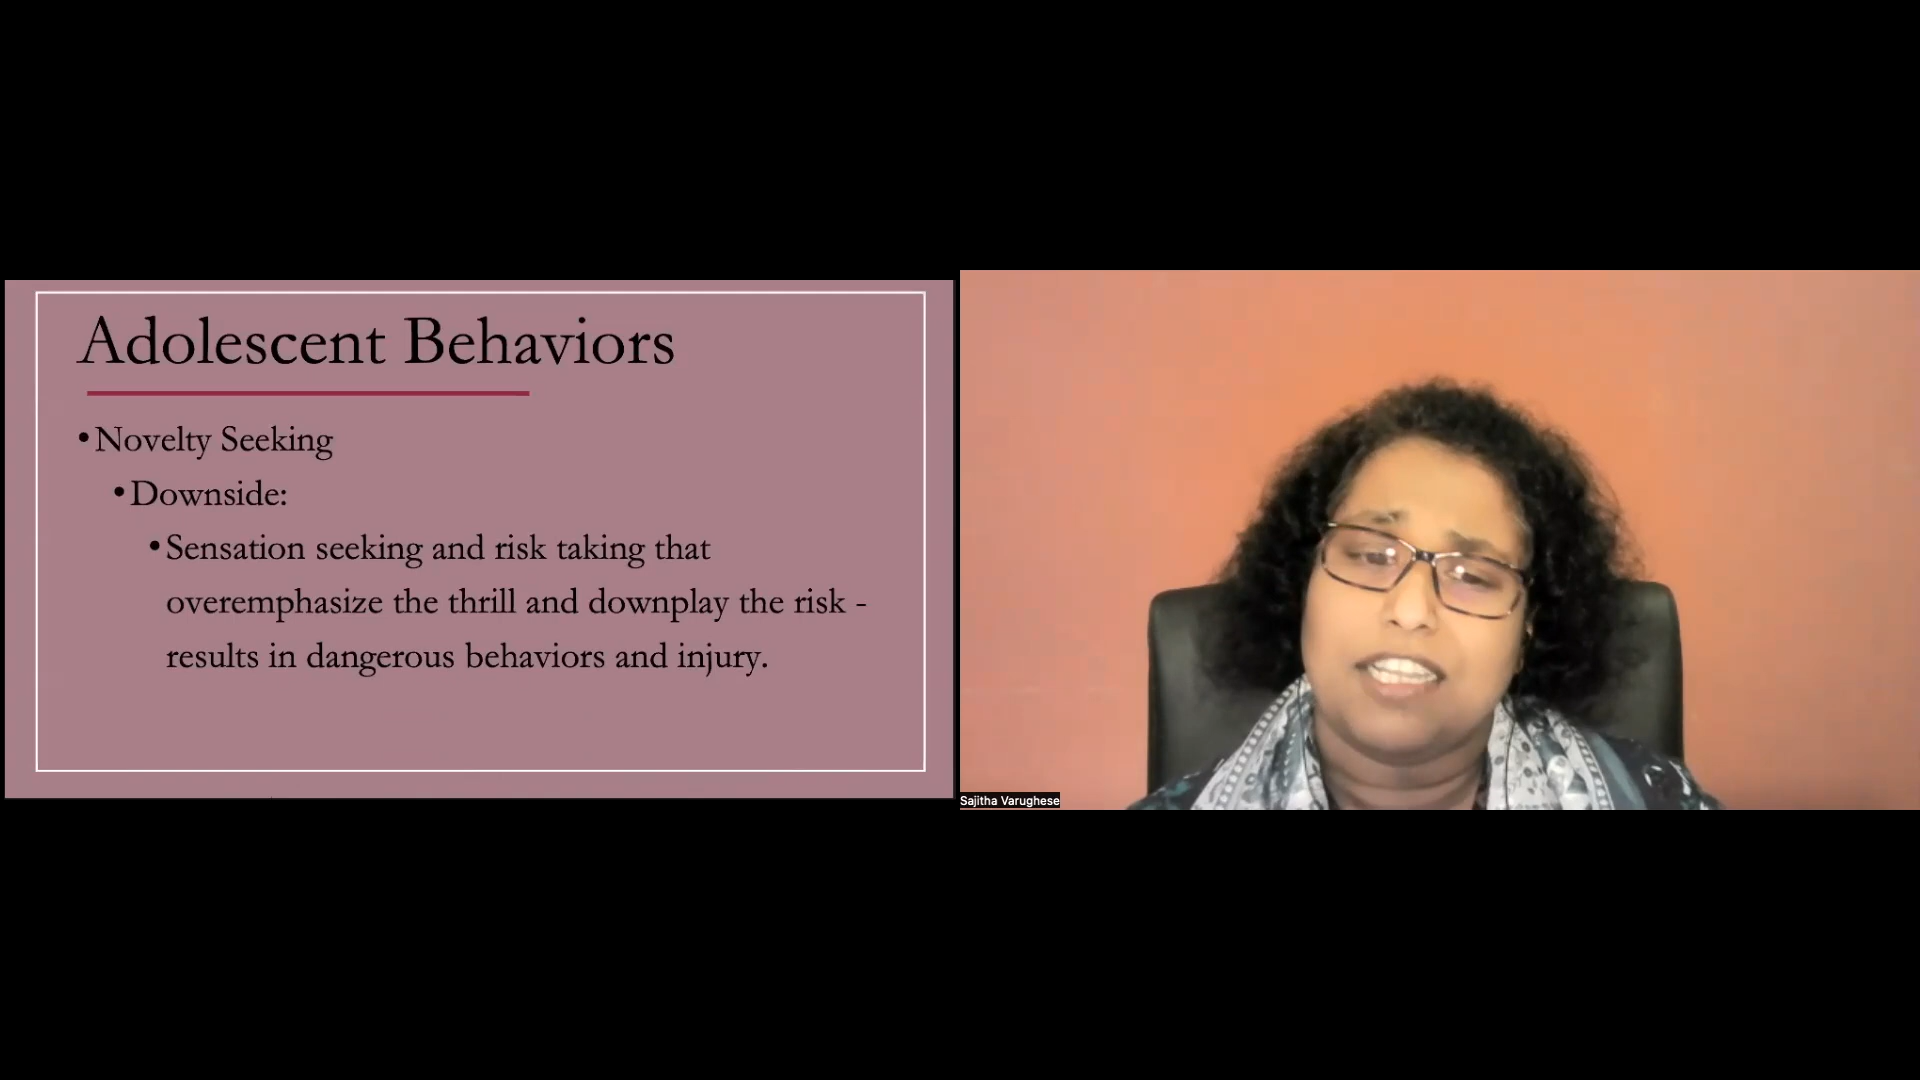 Adolescent Behaviors
•Novelty Seeking
•Downside:
•Sensation seeking and risk taking that
overemphasize the thrill and downplay the risk -
results in dangerous behaviors and injury.
Sajitha Varughese